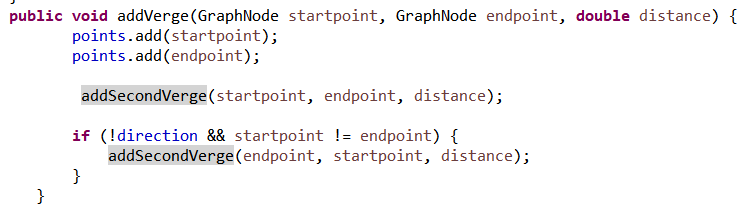 public void addVerge(GraphNode startpoint, GraphNode endpoint, double distance) {
points.add(startpoint);
points.add(endpoint);
addSecondVerge(startpoint, endpoint, distance);
if (!direction && startpoint != endpoint) {
addSecondVerge(endpoint, startpoint, distance);
}
}